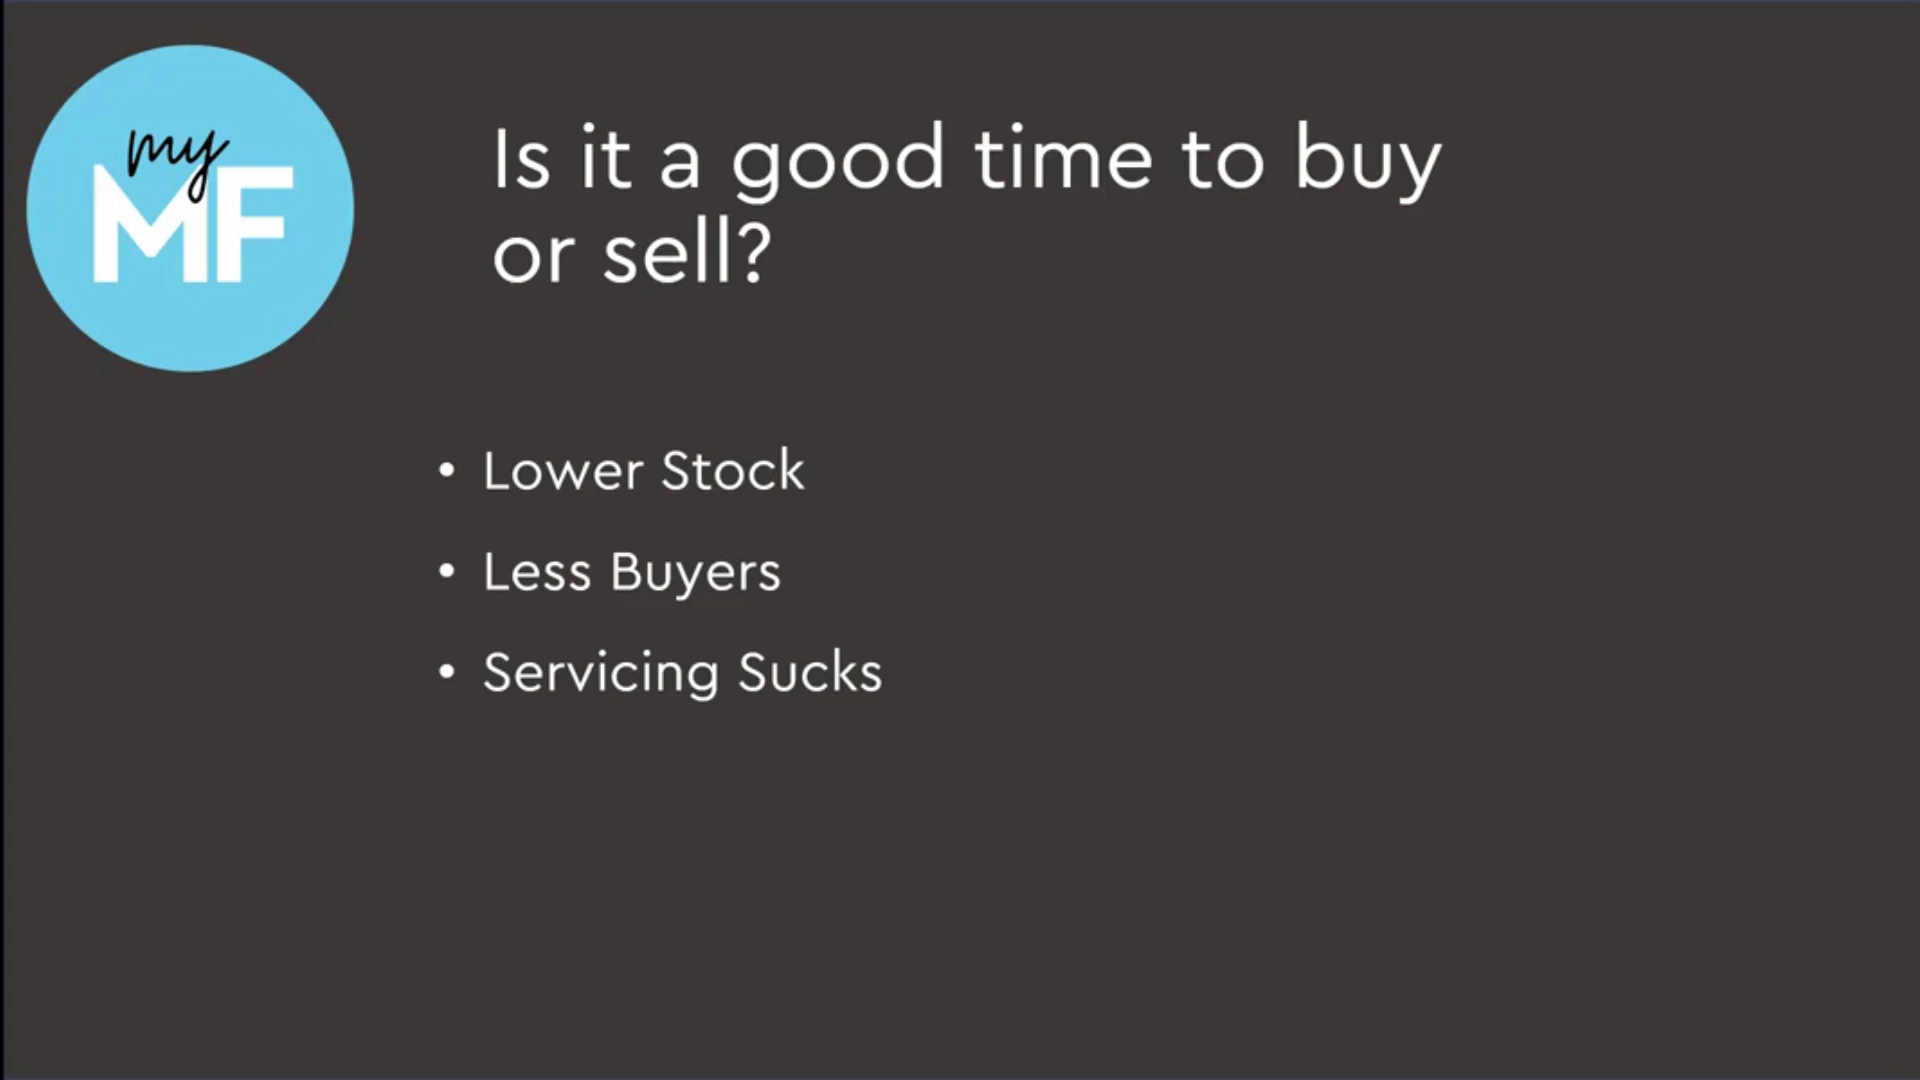 my
MF
Is it a good time to buy
or sell?
• Lower Stock
• Less Buyers
• Servicing Sucks